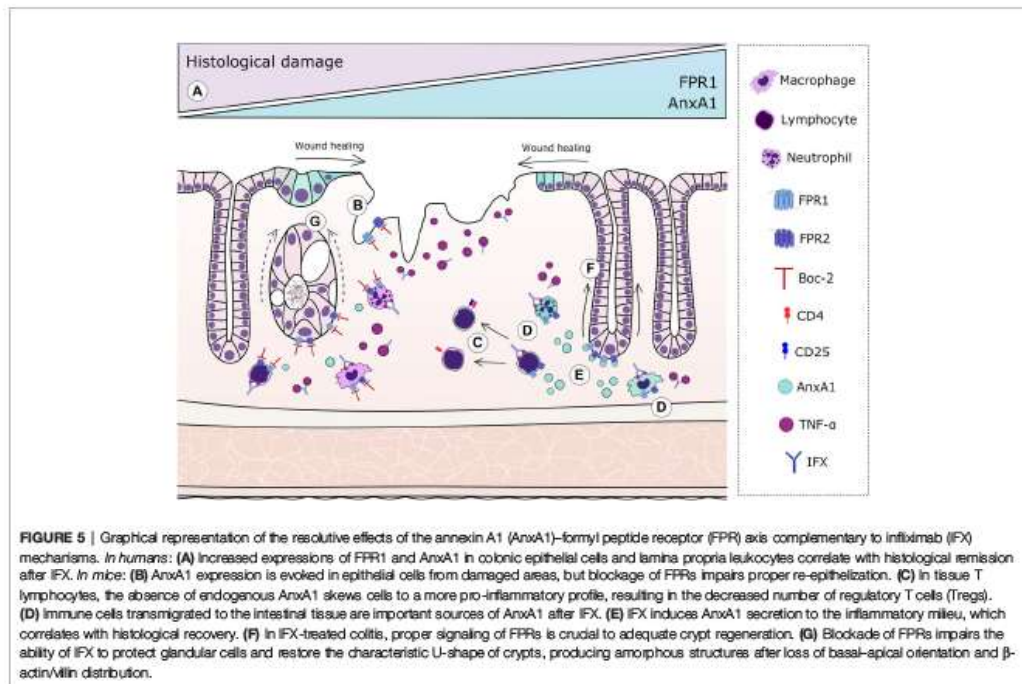 Histological damage
A
FPR1
AnxA1
Wound healing
Wound healing
B
G
F
D
C
E
D
Macrophage
Lymphocyte
Neutrophil
FPR1
FPR2
Boc-2
CD4
CD25
AnxA1
TNF-α
IFX
FIGURE 5 | Graphical representation of the resolutive effects of the annexin A1 (AnxA1)–formyl peptide receptor (FPR) axis complementary to infliximab (IFX)
mechanisms. In humans: (A) Increased expressions of FPR1 and AnxA1 in colonic epithelial cells and lamina propria leukocytes correlate with histological remission
after IFX. In mice: (B) AnxA1 expression is evoked in epithelial cells from damaged areas, but blockage of FPRs impairs proper re-epithelization. (C) In tissue T
lymphocytes, the absence of endogenous AnxA1 skews cells to a more pro-inflammatory profile, resulting in the decreased number of regulatory T cells (Tregs).
(D) Immune cells transmigrated to the intestinal tissue are important sources of AnxA1 after IFX. (E) IFX induces AnxA1 secretion to the inflammatory milieu, which
correlates with histological recovery. (F) In IFX-treated colitis, proper signaling of FPRs is crucial to adequate crypt regeneration. (G) Blockade of FPRs impairs the
ability of IFX to protect glandular cells and restore the characteristic U-shape of crypts, producing amorphous structures after loss of basal–apical orientation and β-
actin/villin distribution.